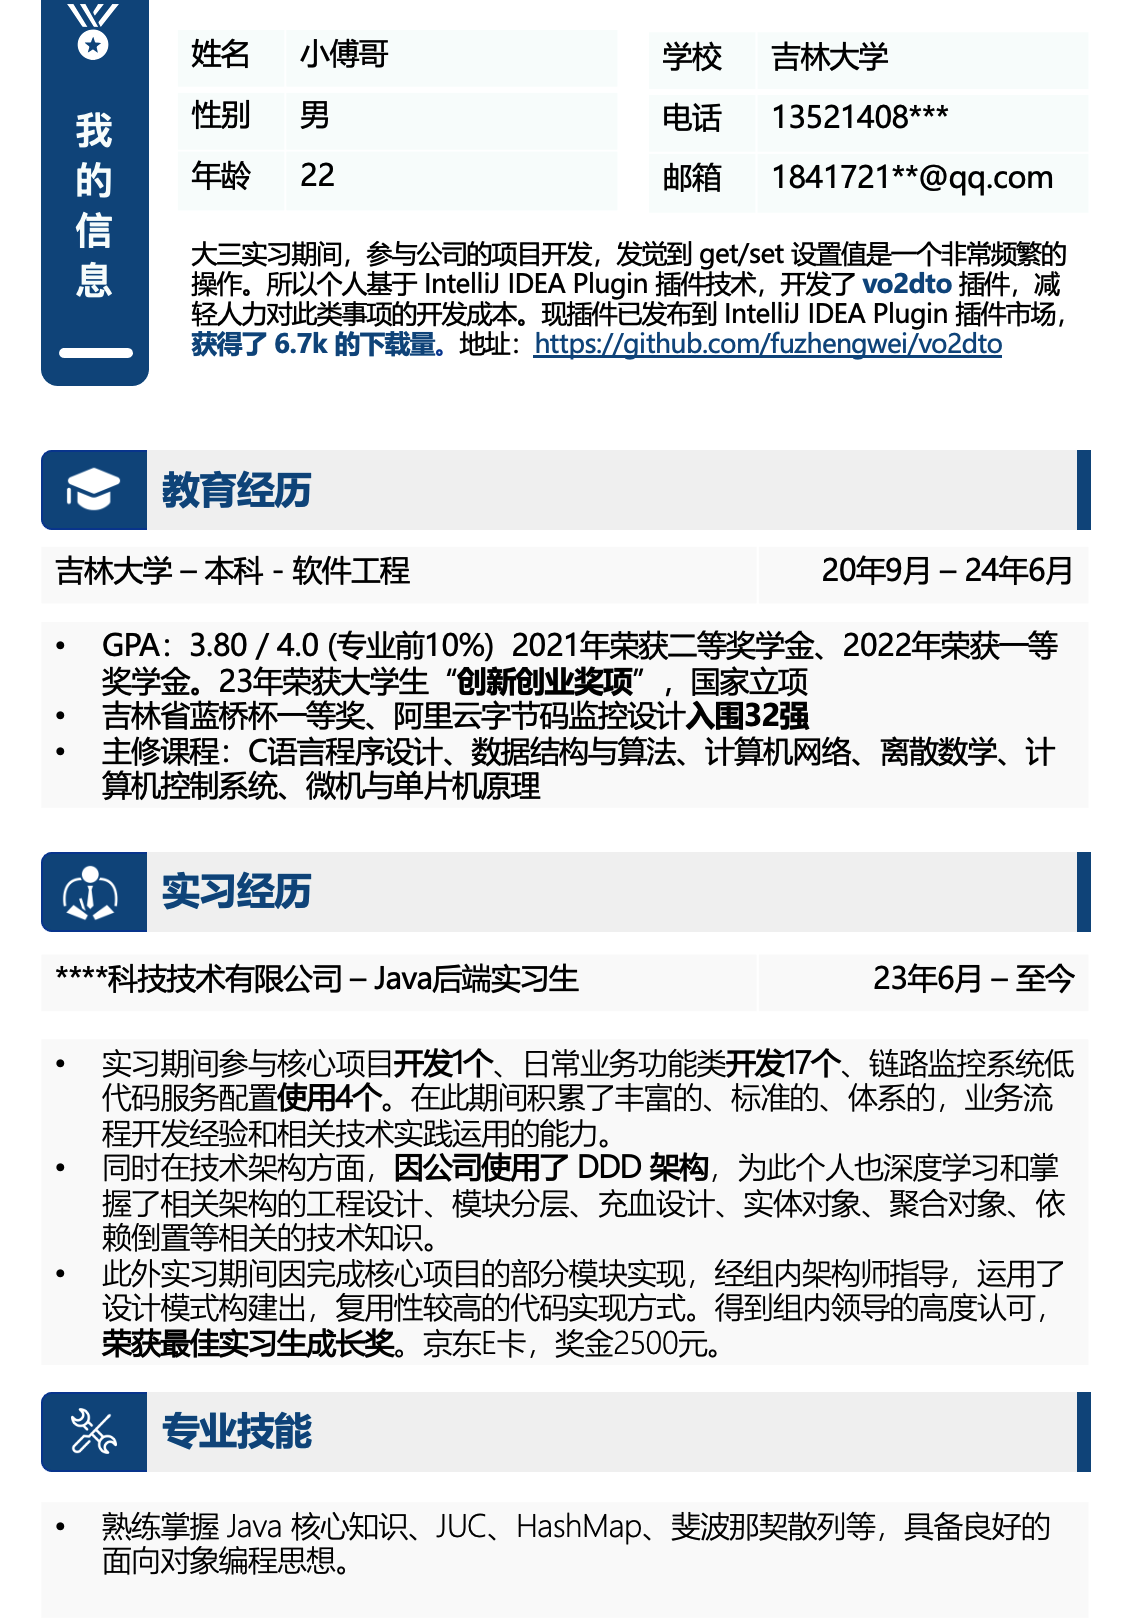 我的信息
姓名 小傅哥
性别 男
年龄 22
学校 吉林大学
电话 13521408***
邮箱 1841721**@qq.com
大三实习期间，参与公司的项目开发，发觉到 get/set 设置值是一个非常频繁的
操作。所以个人基于 IntelliJ IDEA Plugin 插件技术，开发了 vo2dto 插件，减
轻人力对此类事项的开发成本。现插件已发布到 IntelliJ IDEA Plugin 插件市场，
获得了 6.7k 的下载量。地址：https://github.com/fuzhengwei/vo2dto
教育经历
吉林大学 – 本科 - 软件工程 20年9月 – 24年6月
• GPA：3.80 / 4.0 (专业前10%) 2021年荣获二等奖学金、2022年荣获一等
奖学金。23年荣获大学生“创新创业奖项”，国家立项
• 吉林省蓝桥杯一等奖、阿里云字节码监控设计入围32强
• 主修课程：C语言程序设计、数据结构与算法、计算机网络、离散数学、计
算机控制系统、微机与单片机原理
实习经历
****科技技术有限公司 – Java后端实习生 23年6月 – 至今
• 实习期间参与核心项目开发1个、日常业务功能类开发17个、链路监控系统低
代码服务配置使用4个。在此期间积累了丰富的、标准的、体系的，业务流
程开发经验和相关技术实践运用的能力。
• 同时在技术架构方面，因公司使用了 DDD 架构，为此个人也深度学习和掌
握了相关架构的工程设计、模块分层、充血设计、实体对象、聚合对象、依
赖倒置等相关的技术知识。
• 此外实习期间因完成核心项目的部分模块实现，经组内架构师指导，运用了
设计模式构建出，复用性较高的代码实现方式。得到组内领导的高度认可，
荣获最佳实习生成长奖。京东E卡，奖金2500元。
专业技能
• 熟练掌握 Java 核心知识、JUC、HashMap、斐波那契散列等，具备良好的
面向对象编程思想。